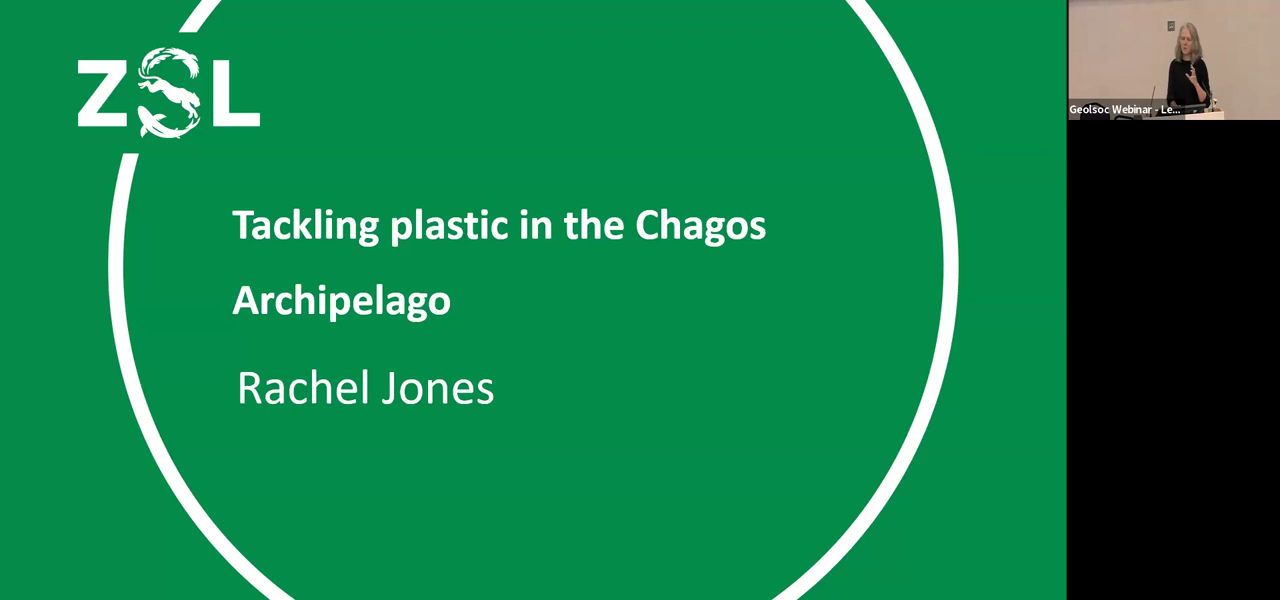 ZSL
Tackling plastic in the Chagos
Archipelago
Rachel Jones
Geolsoc Webinar - Le...